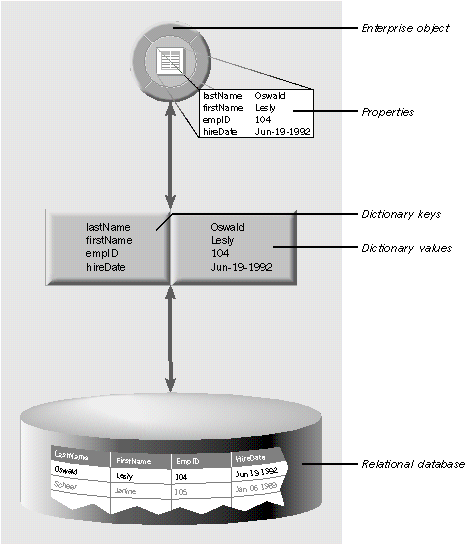 Enterprise object
lastName Oswald
firstName Lesly
empID 104
hireDate Jun-19-1992
Properties
Dictionary keys
lastName Oswald
firstName Lesly
empID 104
hireDate Jun-19-1992
Dictionary values
LastName FirstName EmpID HireDate
Oswald Lesly 104 Jun 19 1992
Scheer Janine 105 Jan 06 1989
Relational database